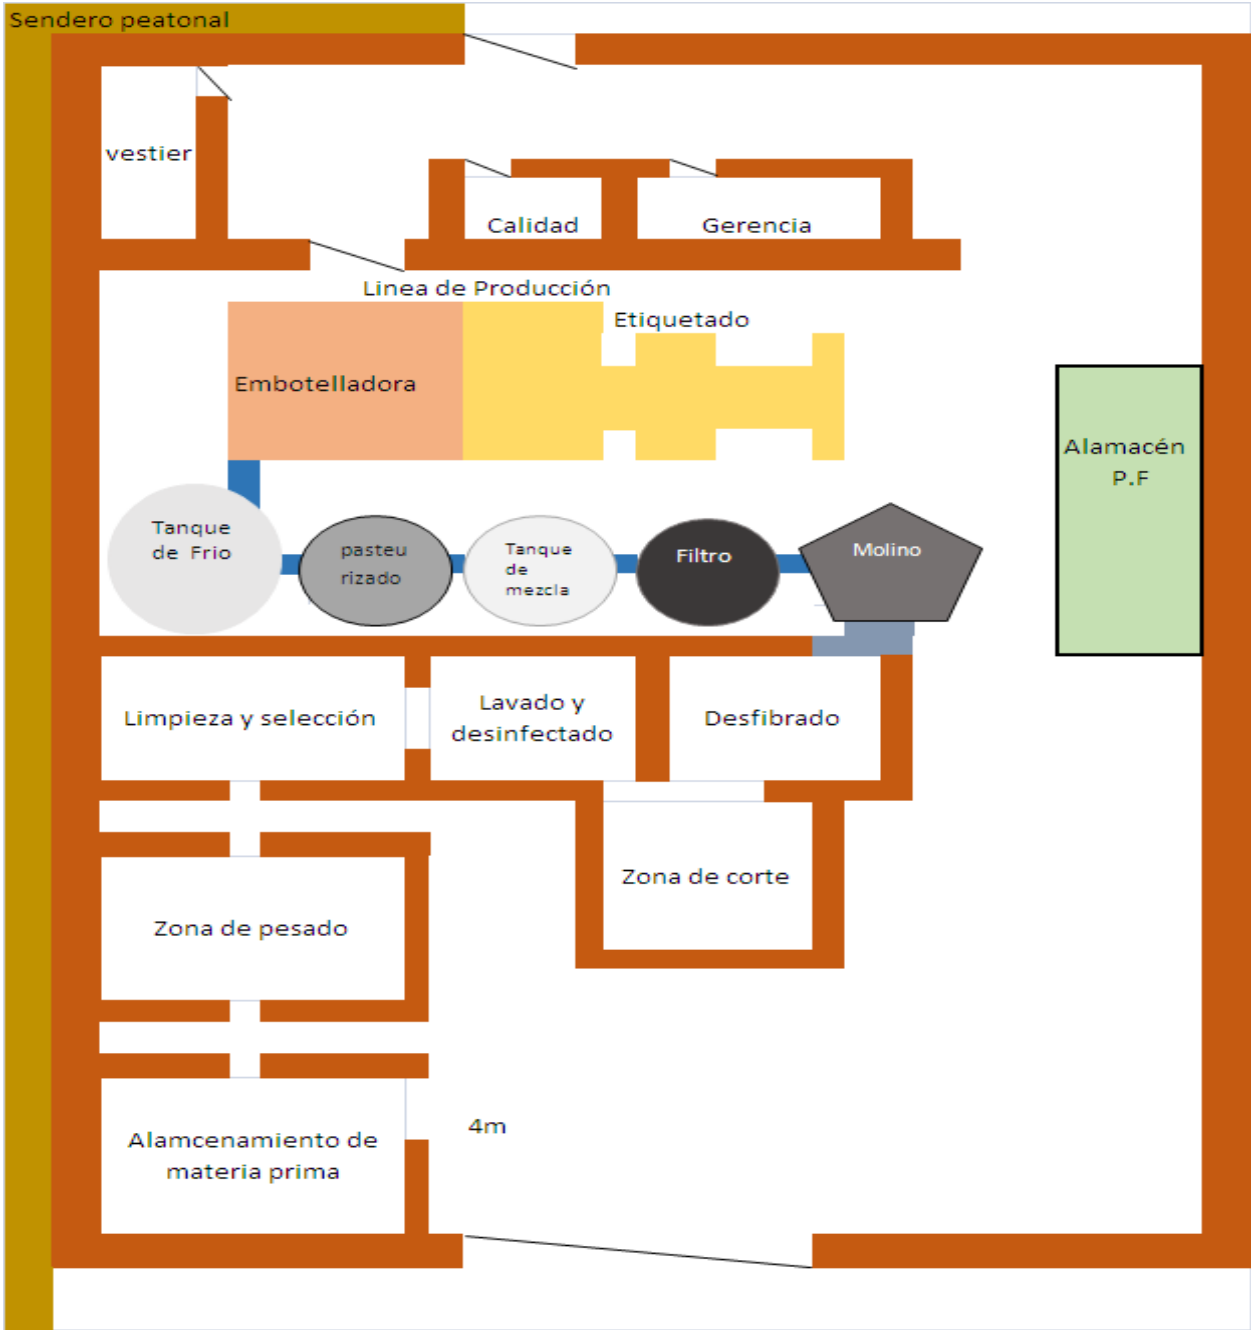 Sendero peatonal
vestier
Calidad
Gerencia
Linea de Producción
Etiquetado
Embotelladora
Alamacén
P.F
Tanque
de Frio
pasteu
rizado
Tanque
de
mezcla
Filtro
Molino
Limpieza y selección
Lavado y
desinfectado
Desfibrado
Zona de corte
Zona de pesado
Alamcenamiento de
materia prima
4m